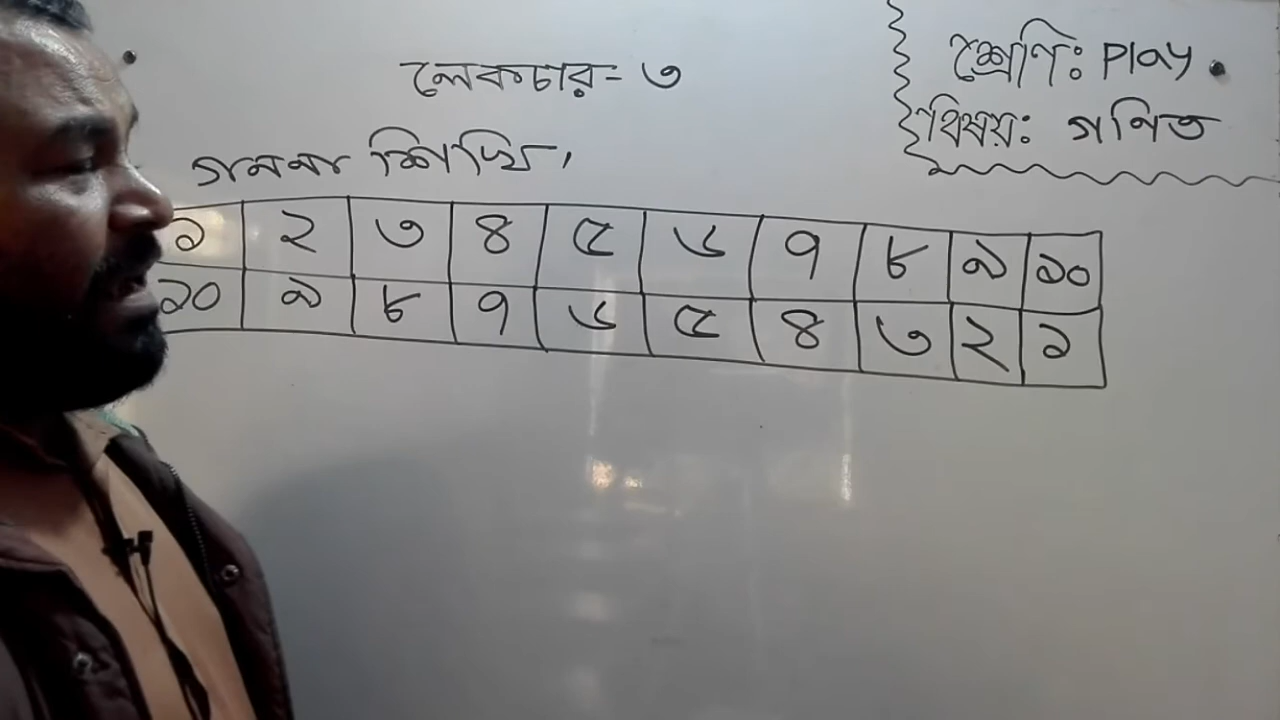 লেকচার- ৩
শ্রেণিঃ Play.
বিষয়ঃ গণিত
গননা শিখি,
১ ২ ৩ ৪ ৫ ৬ ৭ ৮ ৯ ১০
১০ ৯ ৮ ৭ ৬ ৫ ৪ ৩ ২ ১